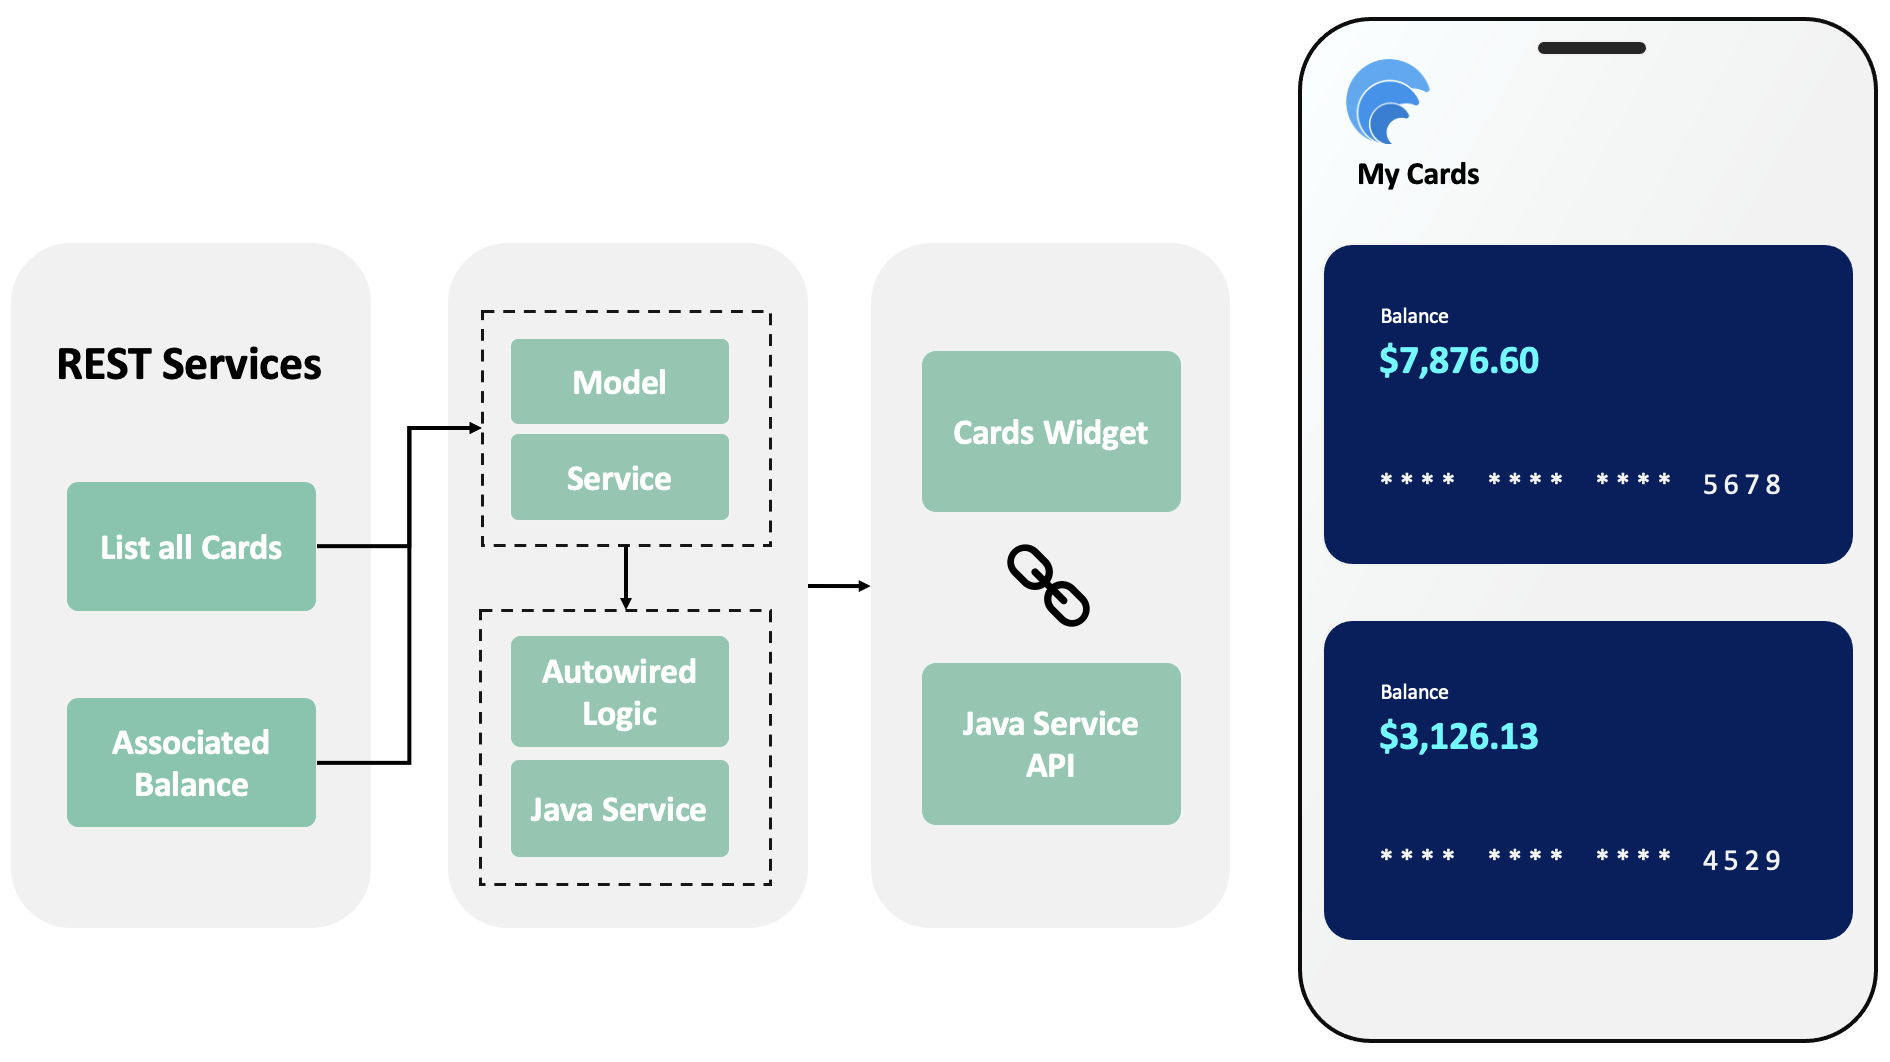 REST Services
List all Cards
Associated
Balance
Model
Service
Autowired
Logic
Java Service
Cards Widget
Java Service
API
My Cards
Balance
$7,876.60
**** **** **** 5678
Balance
$3,126.13
**** **** **** 4529